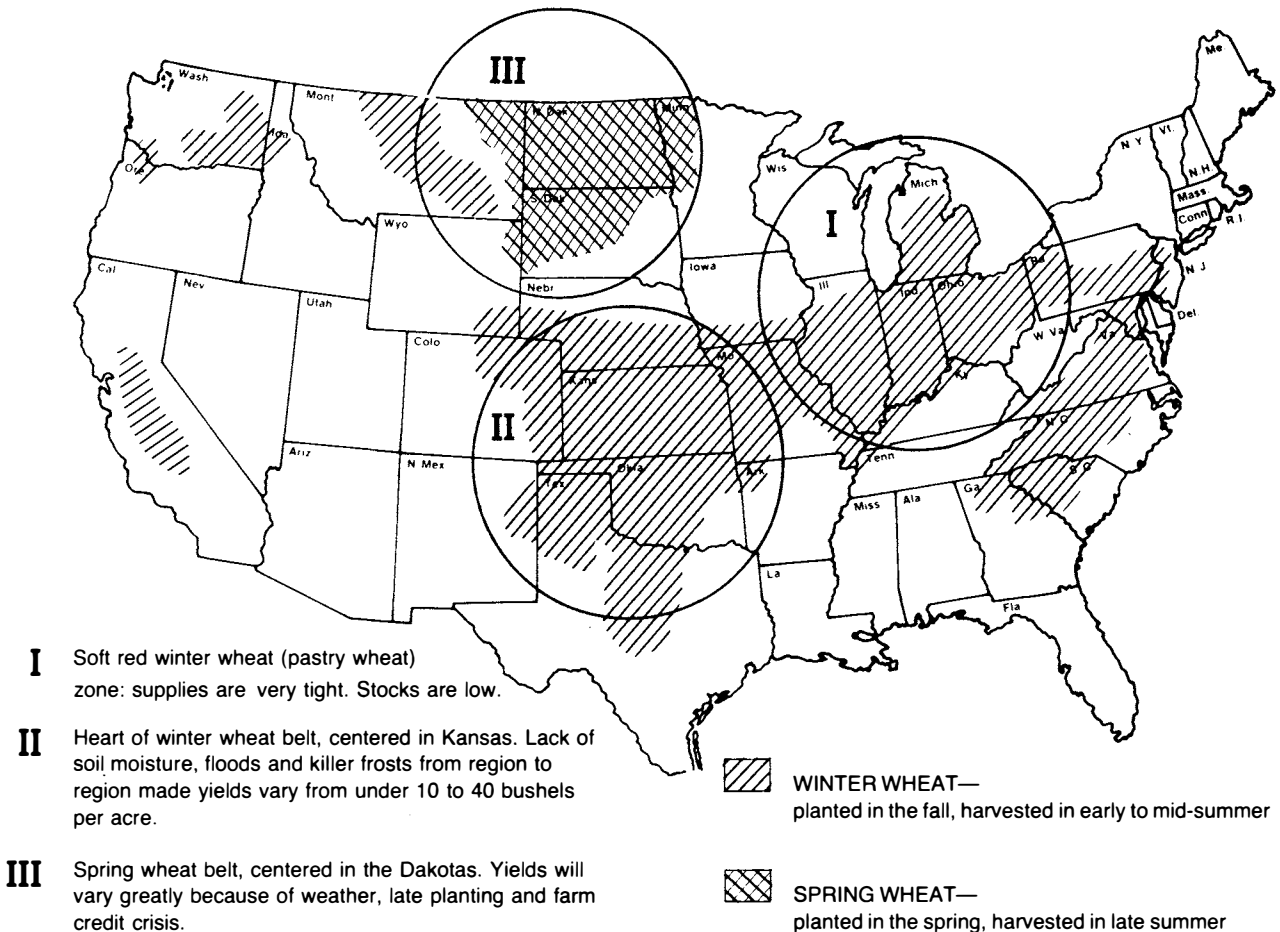 III
Wash
Mont
N Dak
Minn
Me
Idh
Ore
S Dak
Wis
Mich
N Y
Vt.
N.H.
Mass.
Conn
R I.
I
Wyo
Iowa
Nebr
Ill
Ind
Ohio
Pa
N J
Cal
Nev
Utah
Colo
Del
W Va
Va
Mo
Kans
Ky
II
Ariz
N Mex
Tex
Okla
Ark
Tenn
N C
S C
Miss
Ala
Ga
La
Fla
I Soft red winter wheat (pastry wheat)
zone: supplies are very tight. Stocks are low.
II Heart of winter wheat belt, centered in Kansas. Lack of
soil moisture, floods and killer frosts from region to
region made yields vary from under 10 to 40 bushels
per acre.
III Spring wheat belt, centered in the Dakotas. Yields will
vary greatly because of weather, late planting and farm
credit crisis.
WINTER WHEAT—
planted in the fall, harvested in early to mid-summer
SPRING WHEAT—
planted in the spring, harvested in late summer